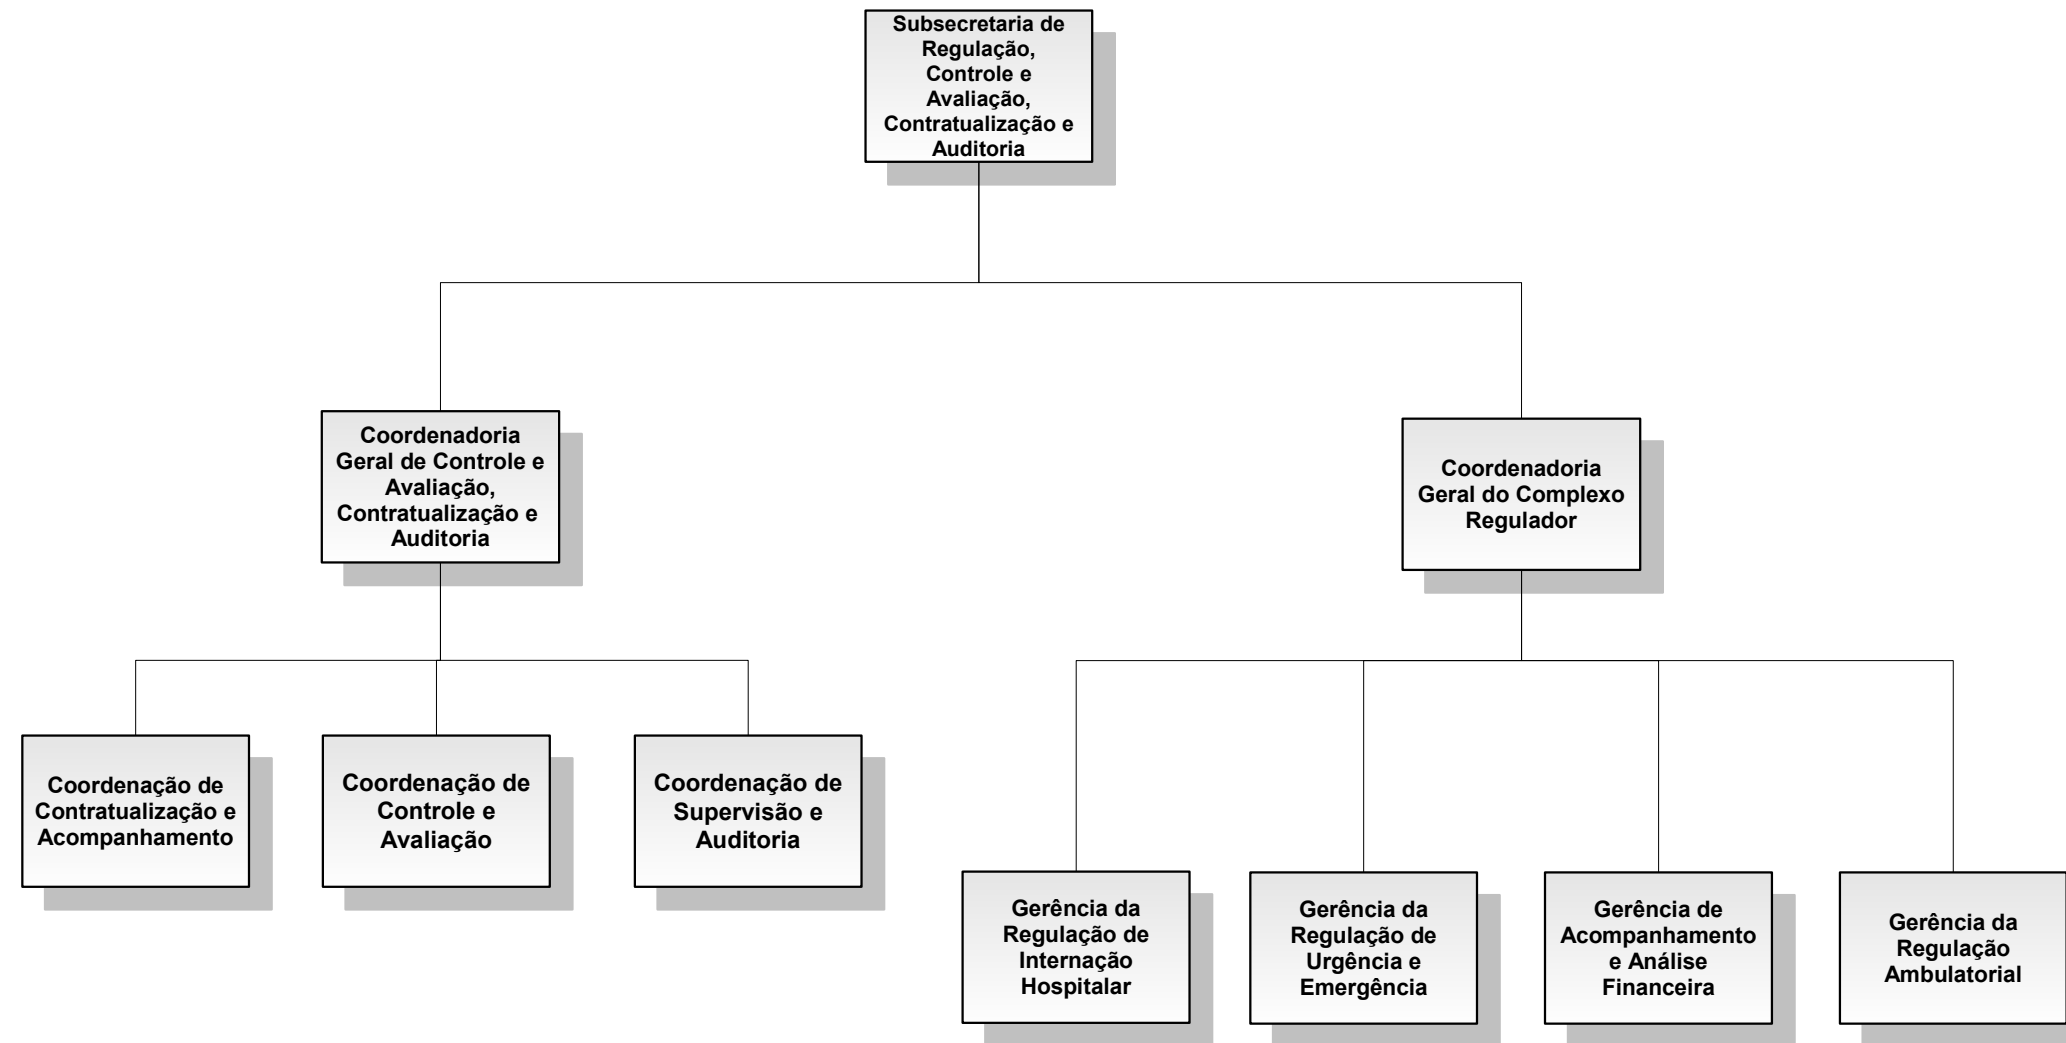 Subsecretaria de
Regulação,
Controle e
Avaliação,
Contratualização e
Auditoria
Coordenadoria
Geral de Controle e
Avaliação,
Contratualização e
Auditoria
Coordenadoria
Geral do Complexo
Regulador
Coordenação de
Contratualização e
Acompanhamento
Coordenação de
Controle e
Avaliação
Coordenação de
Supervisão e
Auditoria
Gerência da
Regulação de
Internação
Hospitalar
Gerência da
Regulação de
Urgência e
Emergência
Gerência de
Acompanhamento
e Análise
Financeira
Gerência da
Regulação
Ambulatorial